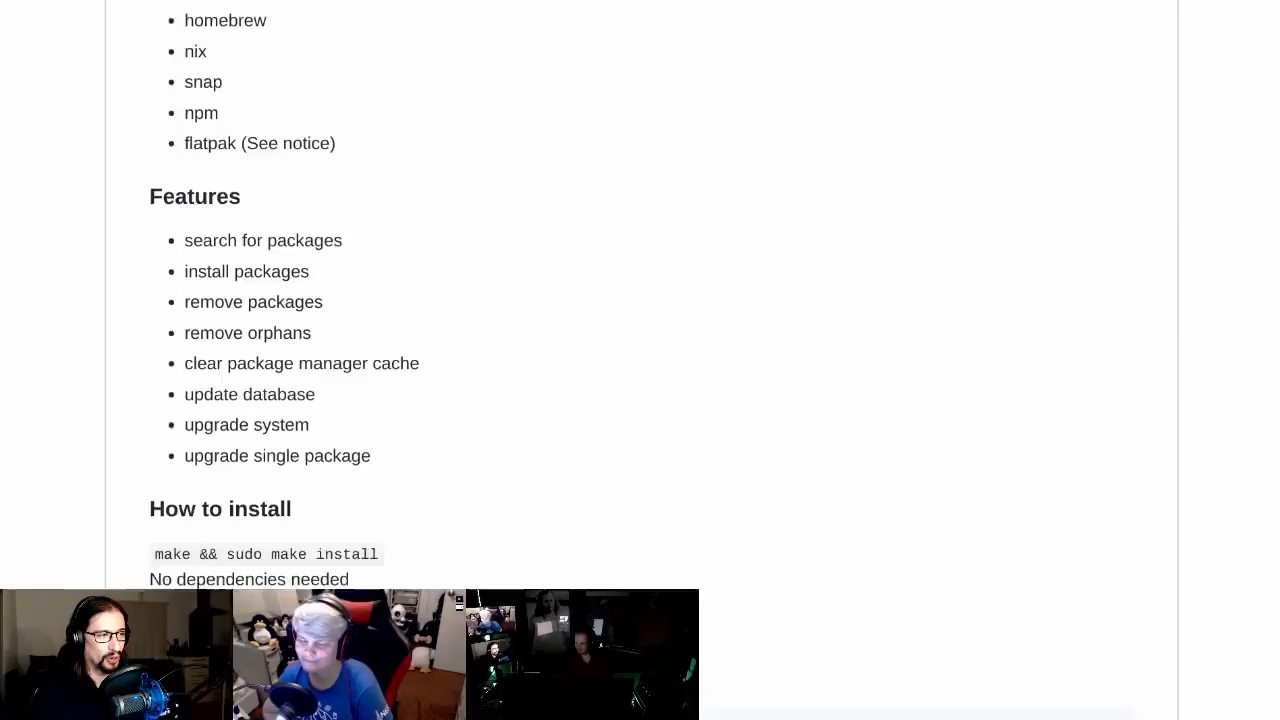 homebrew
nix
snap
npm
flatpak (See notice)
Features
search for packages
install packages
remove packages
remove orphans
clear package manager cache
update database
upgrade system
upgrade single package
How to install
make && sudo make install
No dependencies needed